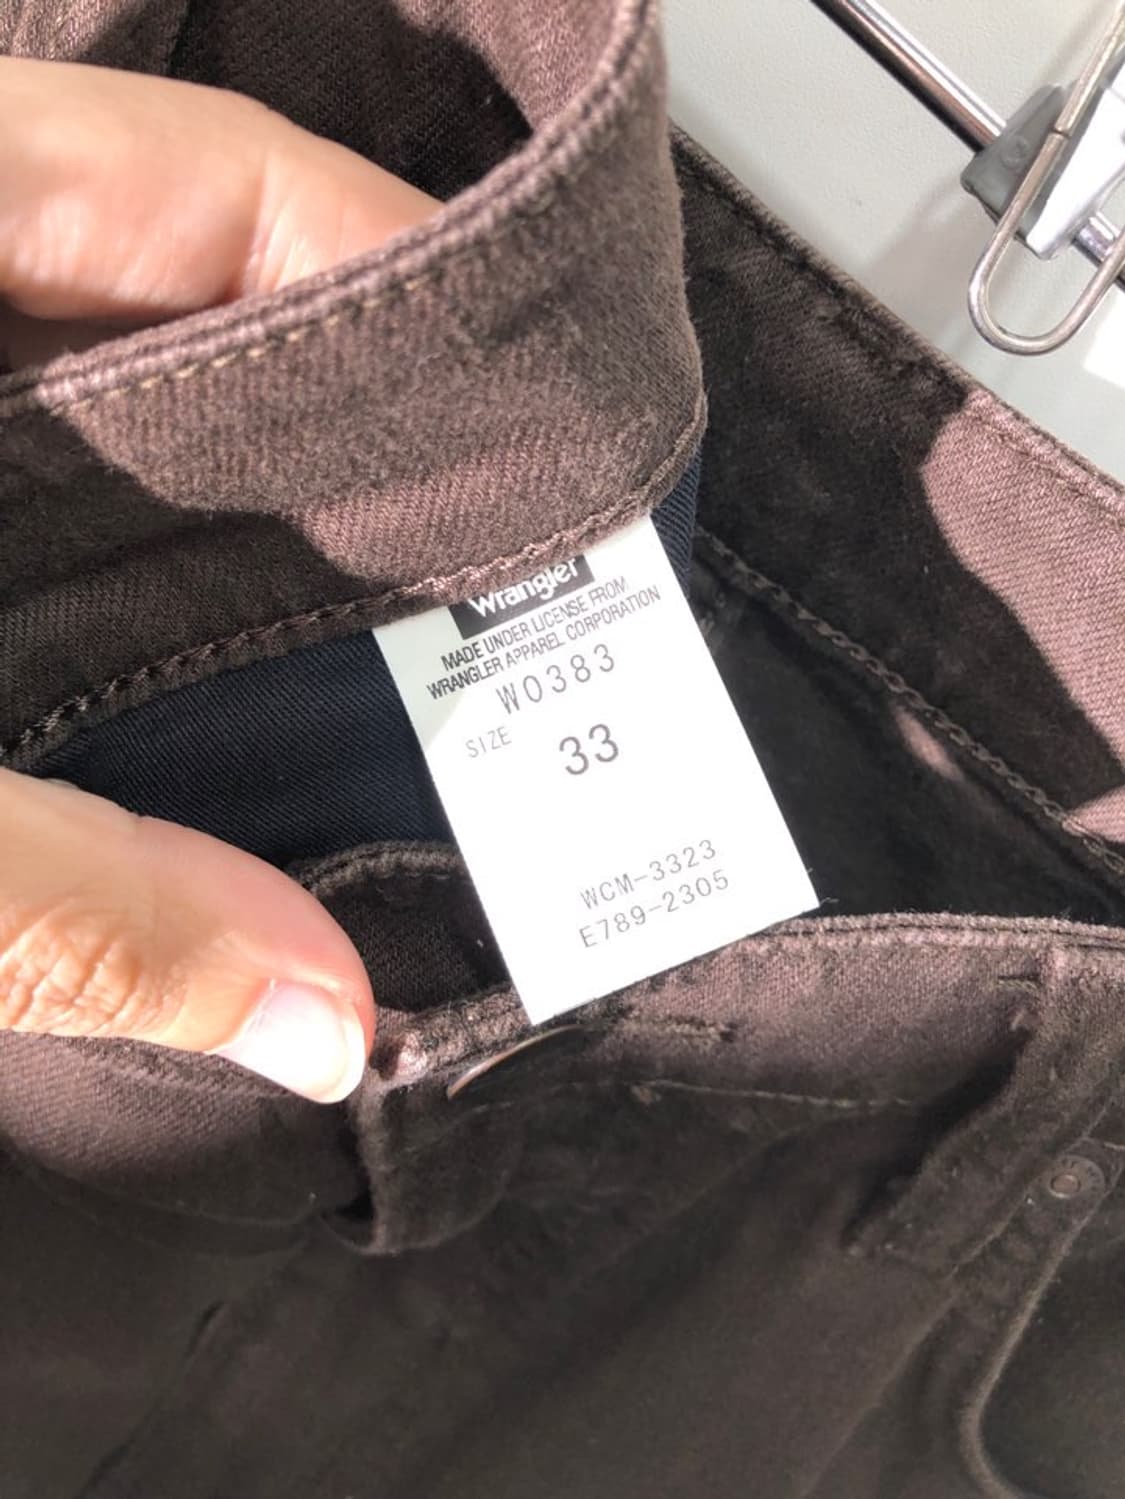 Wrangler
MADE UNDER LICENSE FROM
WRANGLER APPAREL CORPORATION
W0383
SIZE 33
WCM-3323
E789-2305